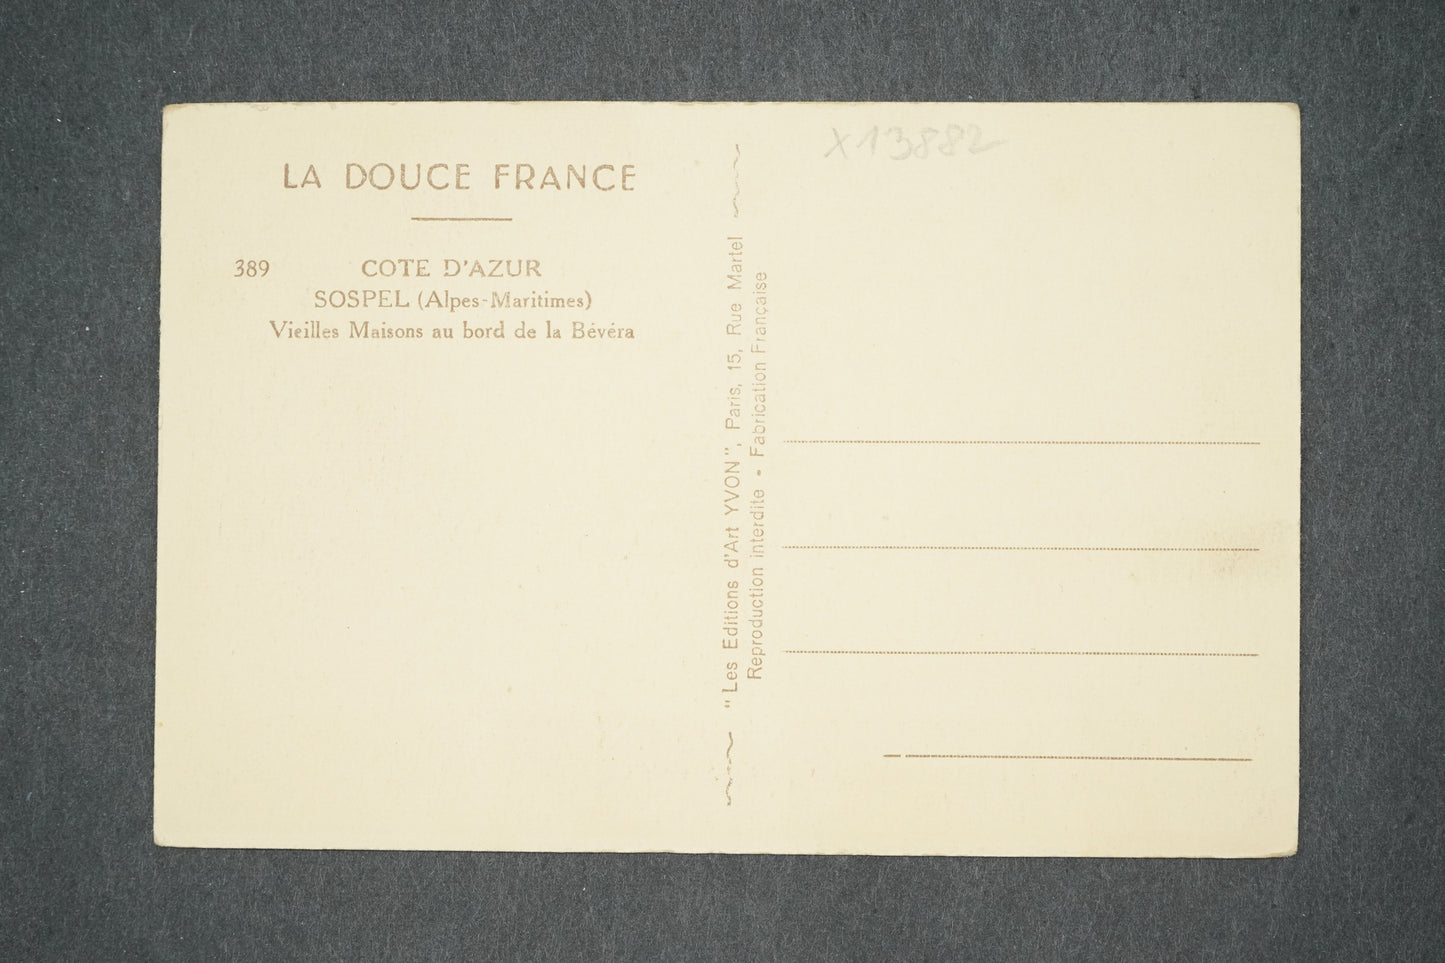 LA DOUCE FRANCE
389 COTE D'AZUR
SOSPEL (Alpes-Maritimes)
Vieilles Maisons au bord de la Bévéra
"Les Editions d'Art YVON", Paris, 15, Rue Martel
Reproduction interdite - Fabrication Française
X13882